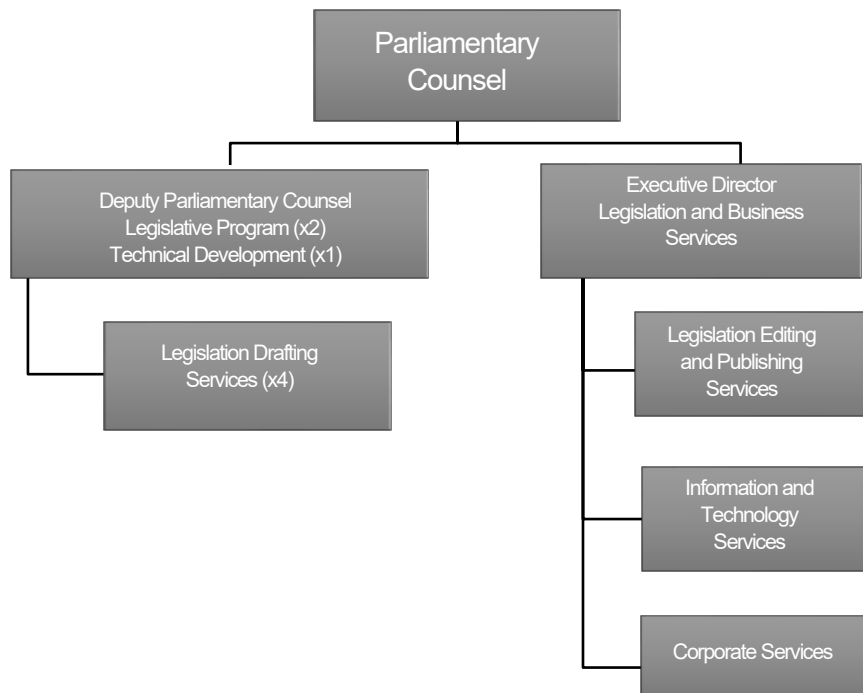 Parliamentary
Counsel
Deputy Parliamentary Counsel
Legislative Program (x2)
Technical Development (x1)
Executive Director
Legislation and Business
Services
Legislation Drafting
Services (x4)
Legislation Editing
and Publishing
Services
Information and
Technology
Services
Corporate Services